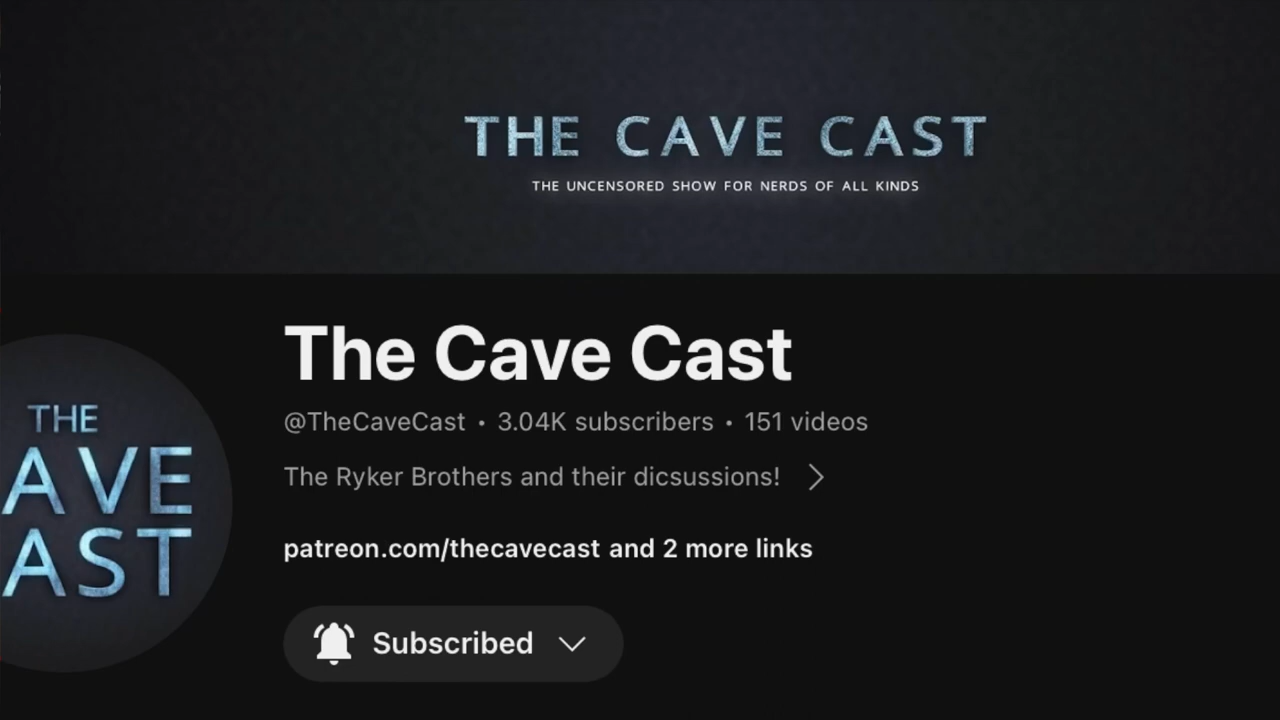 THE CAVE CAST
THE UNCENSORED SHOW FOR NERDS OF ALL KINDS
The Cave Cast
@TheCaveCast • 3.04K subscribers • 151 videos
The Ryker Brothers and their dicsussions!
patreon.com/thecavecast and 2 more links
Subscribed
THE
AVE
AST